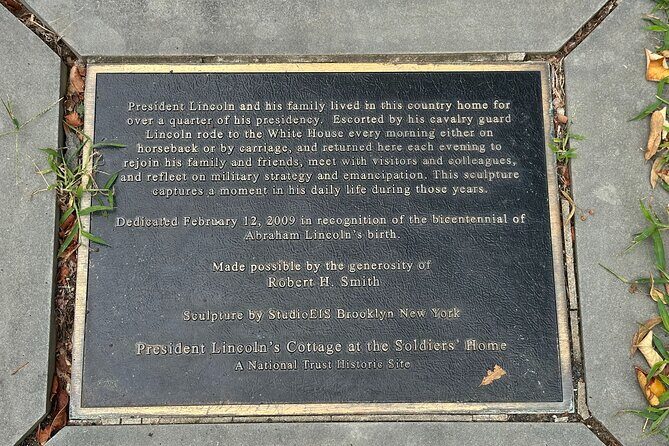 President Lincoln and his family lived in this country home for
over a quarter of his presidency. Escorted by his cavalry guard
Lincoln rode to the White House every morning either on
horseback or by carriage, and returned here each evening to
rejoin his family and friends, meet with visitors and colleagues,
and reflect on military strategy and emancipation. This sculpture
captures a moment in his daily life during those years.
Dedicated February 12, 2009 in recognition of the bicentennial of
Abraham Lincoln's birth.
Made possible by the generosity of
Robert H. Smith
Sculpture by StudioEIS Brooklyn New York
President Lincoln's Cottage at the Soldiers' Home
A National Trust Historic Site